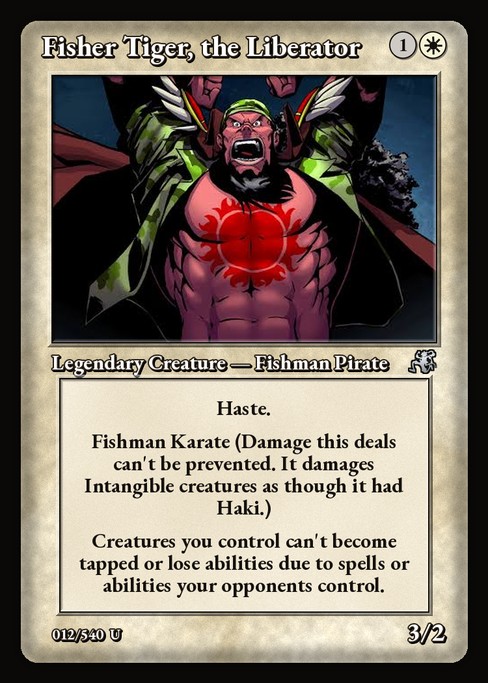 Fisher Tiger, the Liberator 1
Legendary Creature — Fishman Pirate
Haste.
Fishman Karate (Damage this deals
can't be prevented. It damages
Intangible creatures as though it had
Haki.)
Creatures you control can't become
tapped or lose abilities due to spells or
abilities your opponents control.
012/540 U
3/2